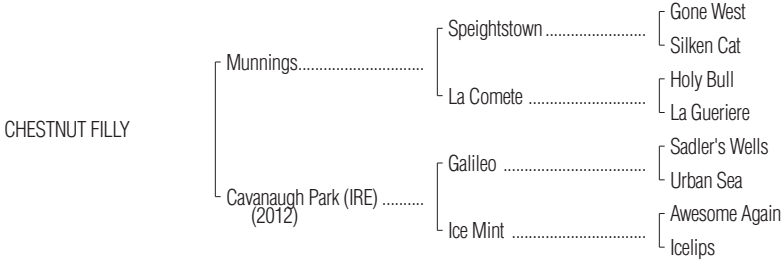 Gone West
Speightstown ........................
Silken Cat
Munnings..............................
Holy Bull
La Comete ............................
La Gueriere
CHESTNUT FILLY
Sadler's Wells
Galileo ..................................
Urban Sea
Cavanaugh Park (IRE) ..........
(2012)
Awesome Again
Ice Mint ................................
Icelips